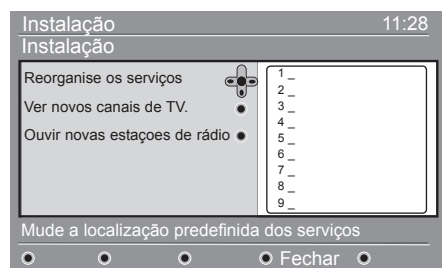 Instalação 11:28
Instalação
Reorganise os serviços
Ver novos canais de TV.
Ouvir novas estaçoes de rádio
1 _
2 _
3 _
4 _
5 _
6 _
7 _
8 _
9 _
Mude a localização predefinida dos serviços
Fechar